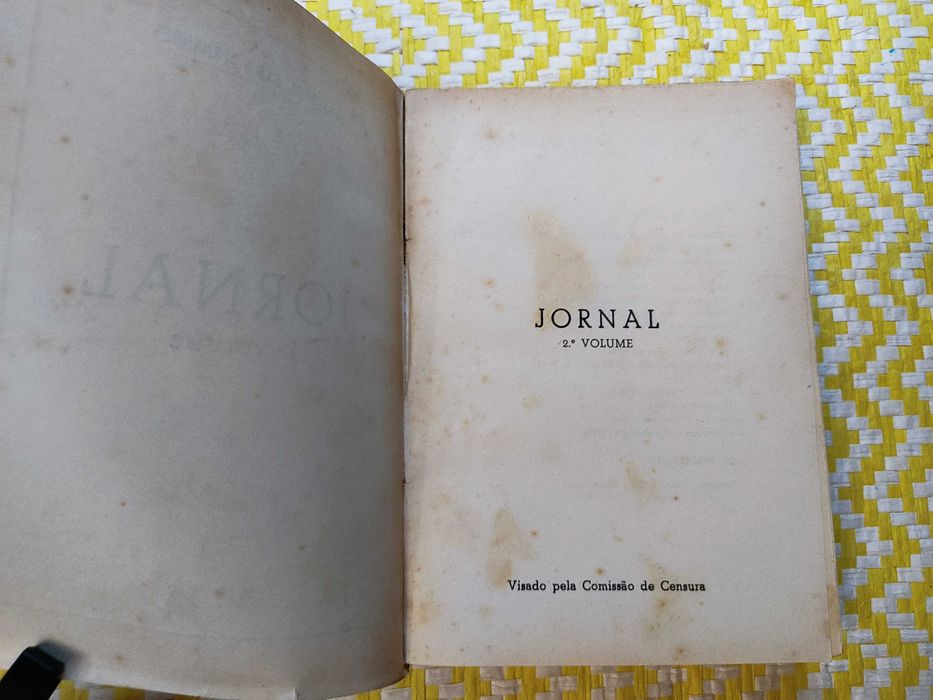 JORNAL
2.º VOLUME
Visado pela Comissão de Censura